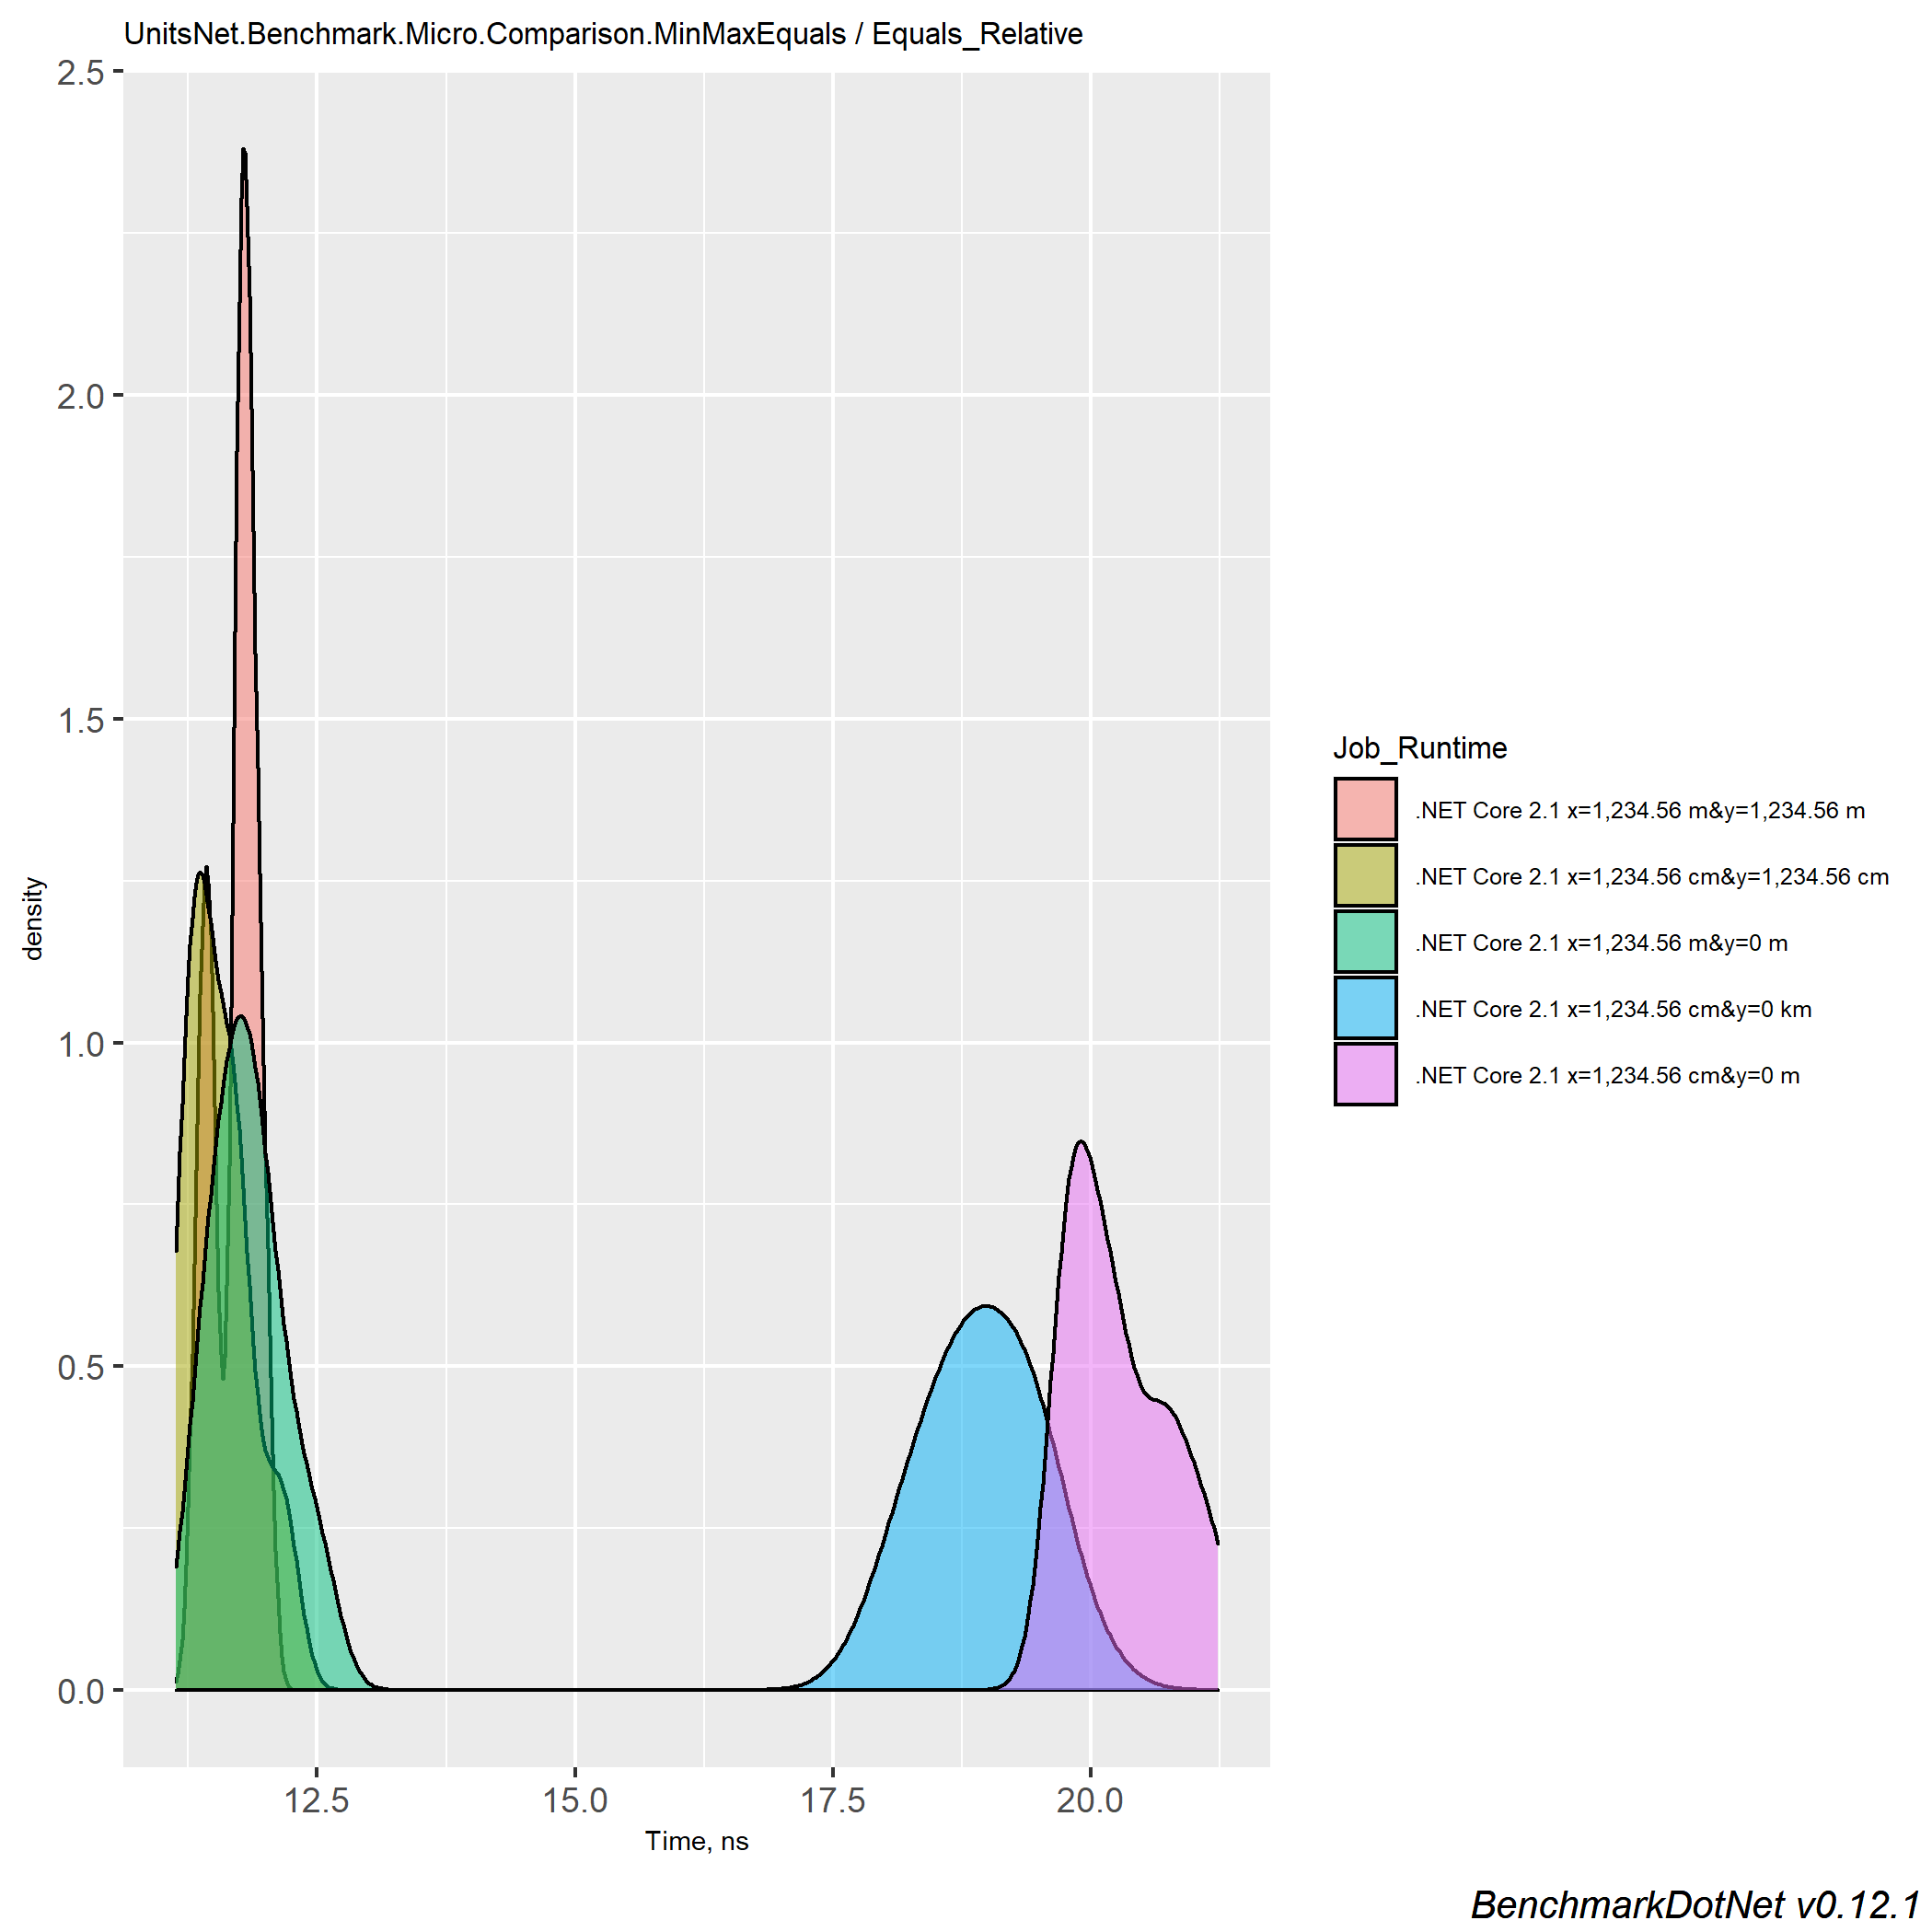 UnitsNet.Benchmark.Micro.Comparison.MinMaxEquals / Equals_Relative
2.5
2.0
1.5
1.0
0.5
0.0
density
12.5 15.0 17.5 20.0
Time, ns
Job_Runtime
.NET Core 2.1 x=1,234.56 m&y=1,234.56 m
.NET Core 2.1 x=1,234.56 cm&y=1,234.56 cm
.NET Core 2.1 x=1,234.56 m&y=0 m
.NET Core 2.1 x=1,234.56 cm&y=0 km
.NET Core 2.1 x=1,234.56 cm&y=0 m
BenchmarkDotNet v0.12.1